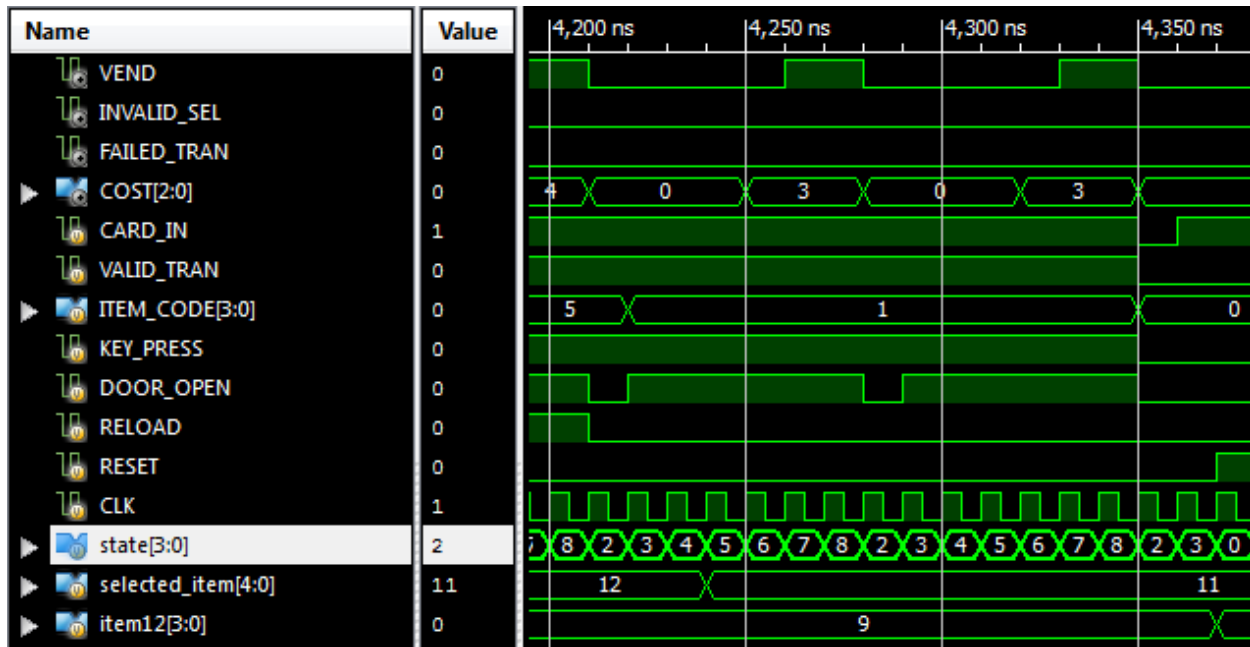 Name Value 4,200 ns 4,250 ns 4,300 ns 4,350 ns
VEND 0
INVALID_SEL 0
FAILED_TRAN 0
COST[2:0] 0 4 0 3 0 3
CARD_IN 1
VALID_TRAN 0
ITEM_CODE[3:0] 0 5 1 0
KEY_PRESS 0
DOOR_OPEN 0
RELOAD 0
RESET 0
CLK 1
state[3:0] 2 8 2 3 4 5 6 7 8 2 3 4 5 6 7 8 2 3 0
selected_item[4:0] 11 12 11
item12[3:0] 0 9